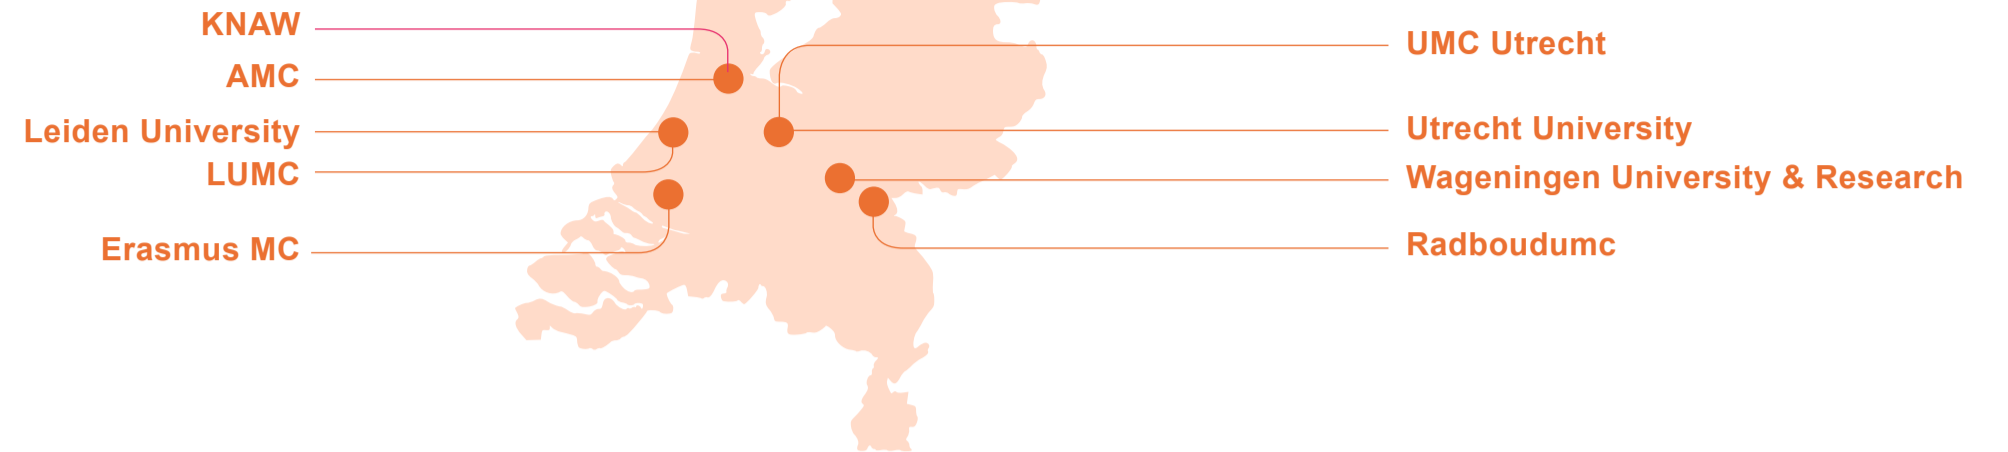 KNAW
AMC
Leiden University
LUMC
Erasmus MC
UMC Utrecht
Utrecht University
Wageningen University & Research
Radboudumc